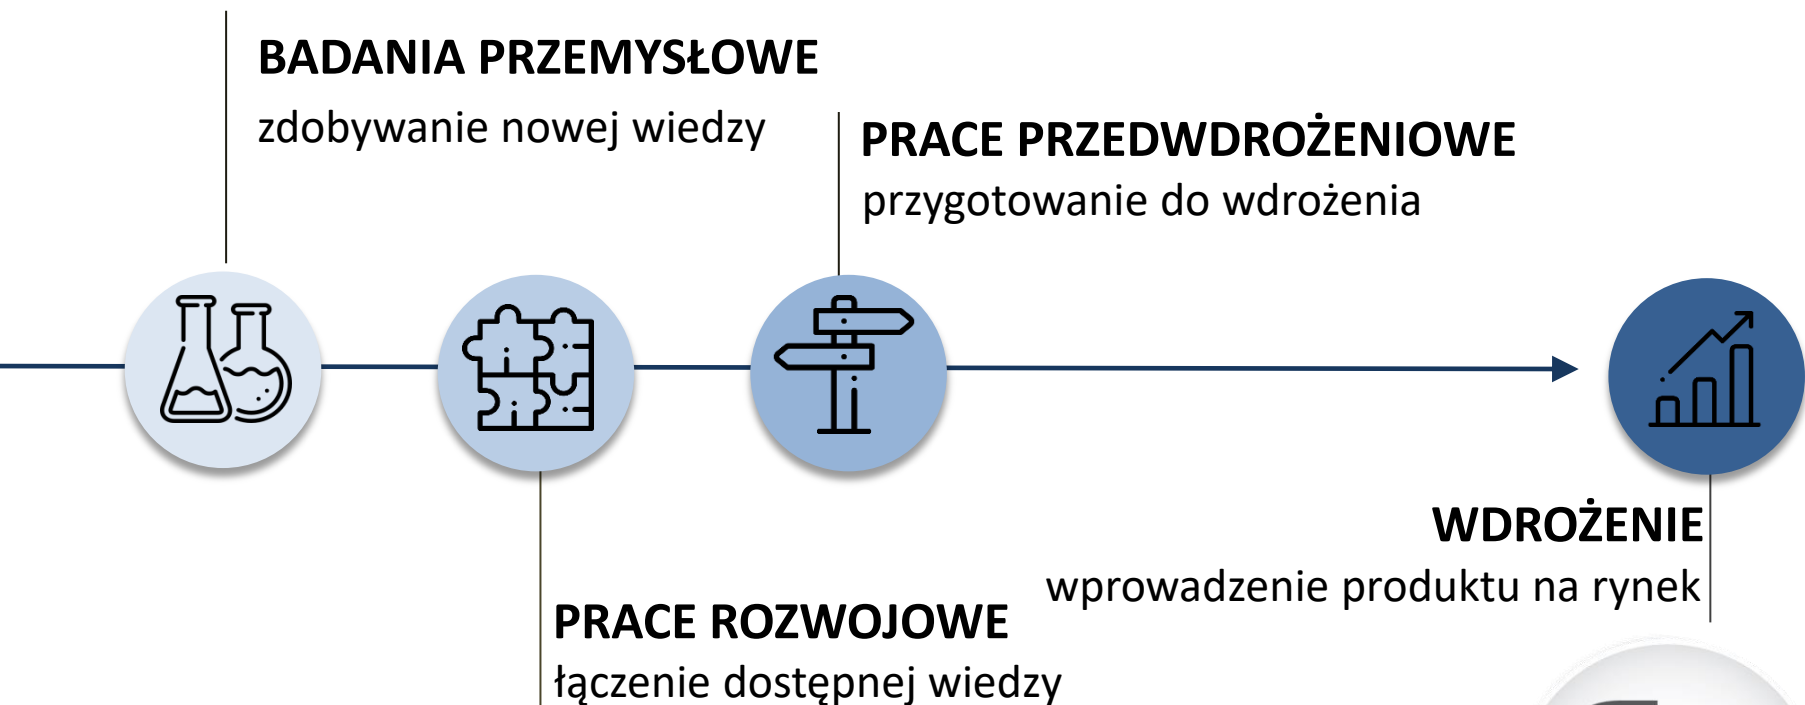 BADANIA PRZEMYSŁOWE
zdobywanie nowej wiedzy
PRACE PRZEDWDROŻENIOWE
przygotowanie do wdrożenia
WDROŻENIE
wprowadzenie produktu na rynek
PRACE ROZWOJOWE
łączenie dostępnej wiedzy